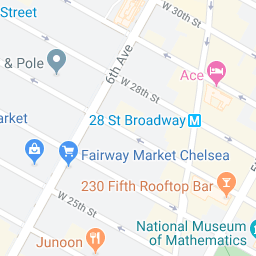 Street
W 30th St
6th Ave
& Pole
Ace
W 28th St
28 St Broadway M
arket
Fairway Market Chelsea
230 Fifth Rooftop Bar
W 25th St
National Museum
of Mathematics
Junoon